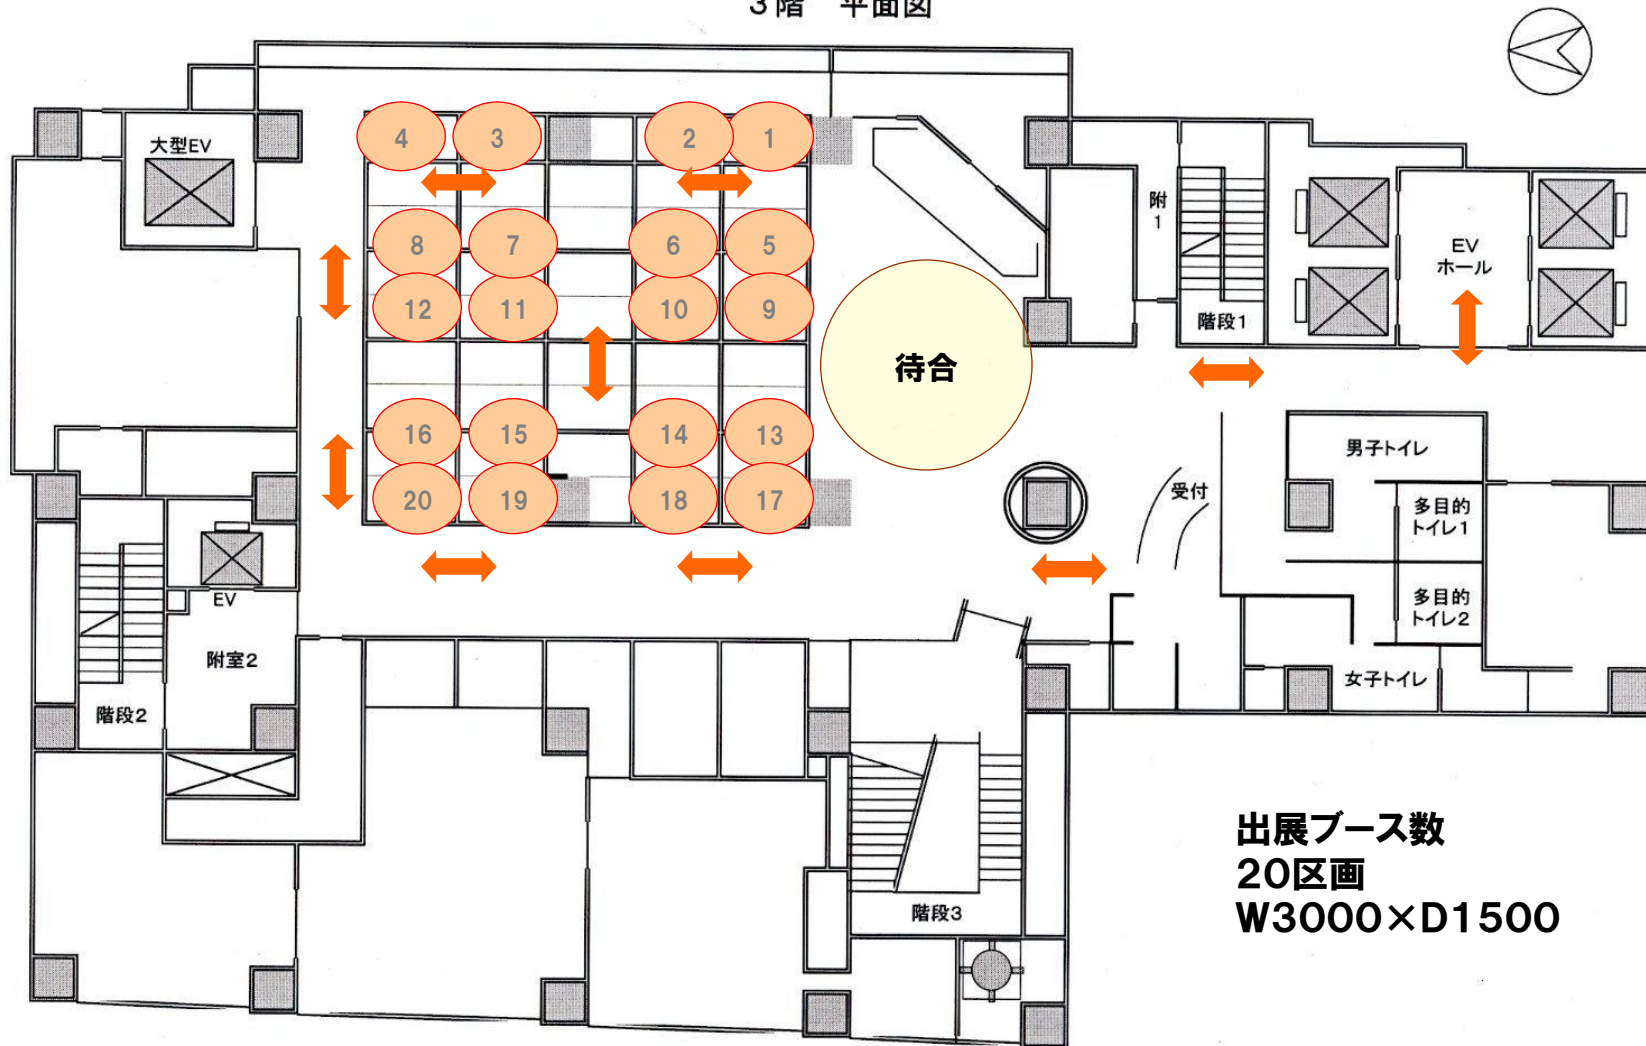 3階 平面図
4
3
2
1
大型EV
附
1
8
7
6
5
EV
ホール
12
11
10
9
階段1
待合
16
15
14
13
男子トイレ
20
19
18
17
受付
多目的
トイレ1
EV
多目的
トイレ2
附室2
女子トイレ
階段2
出展ブース数
20区画
W3000×D1500
階段3